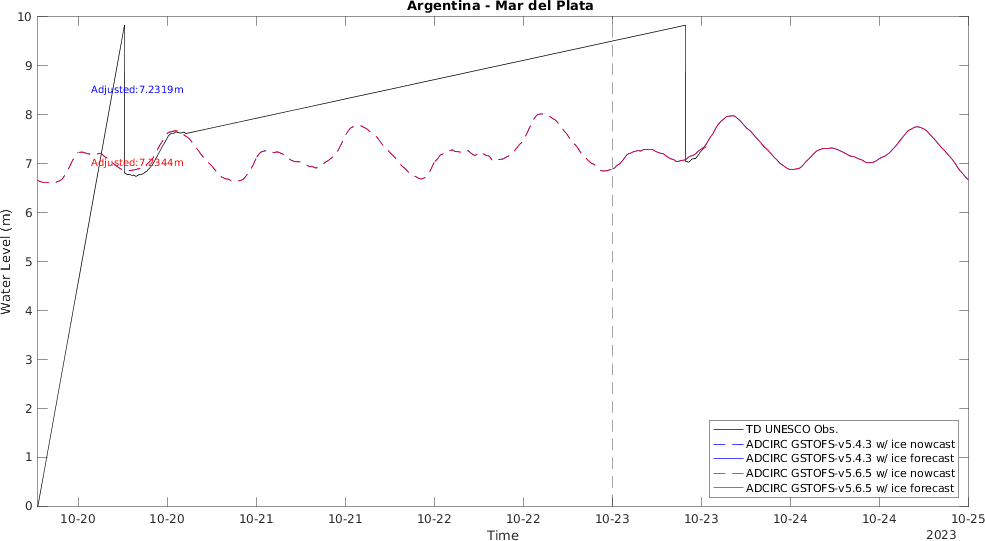 Argentina - Mar del Plata
10
9
8
7
6
5
4
3
2
1
0
Water Level (m)
Adjusted:7.2319m
Adjusted:7.2344m
TD UNESCO Obs.
ADCIRC GSTOFS-v5.4.3 w/ ice nowcast
ADCIRC GSTOFS-v5.4.3 w/ ice forecast
ADCIRC GSTOFS-v5.6.5 w/ ice nowcast
ADCIRC GSTOFS-v5.6.5 w/ ice forecast
10-20 10-20 10-21 10-21 10-22 10-22 10-23 10-23 10-24 10-24 10-25
Time
2023